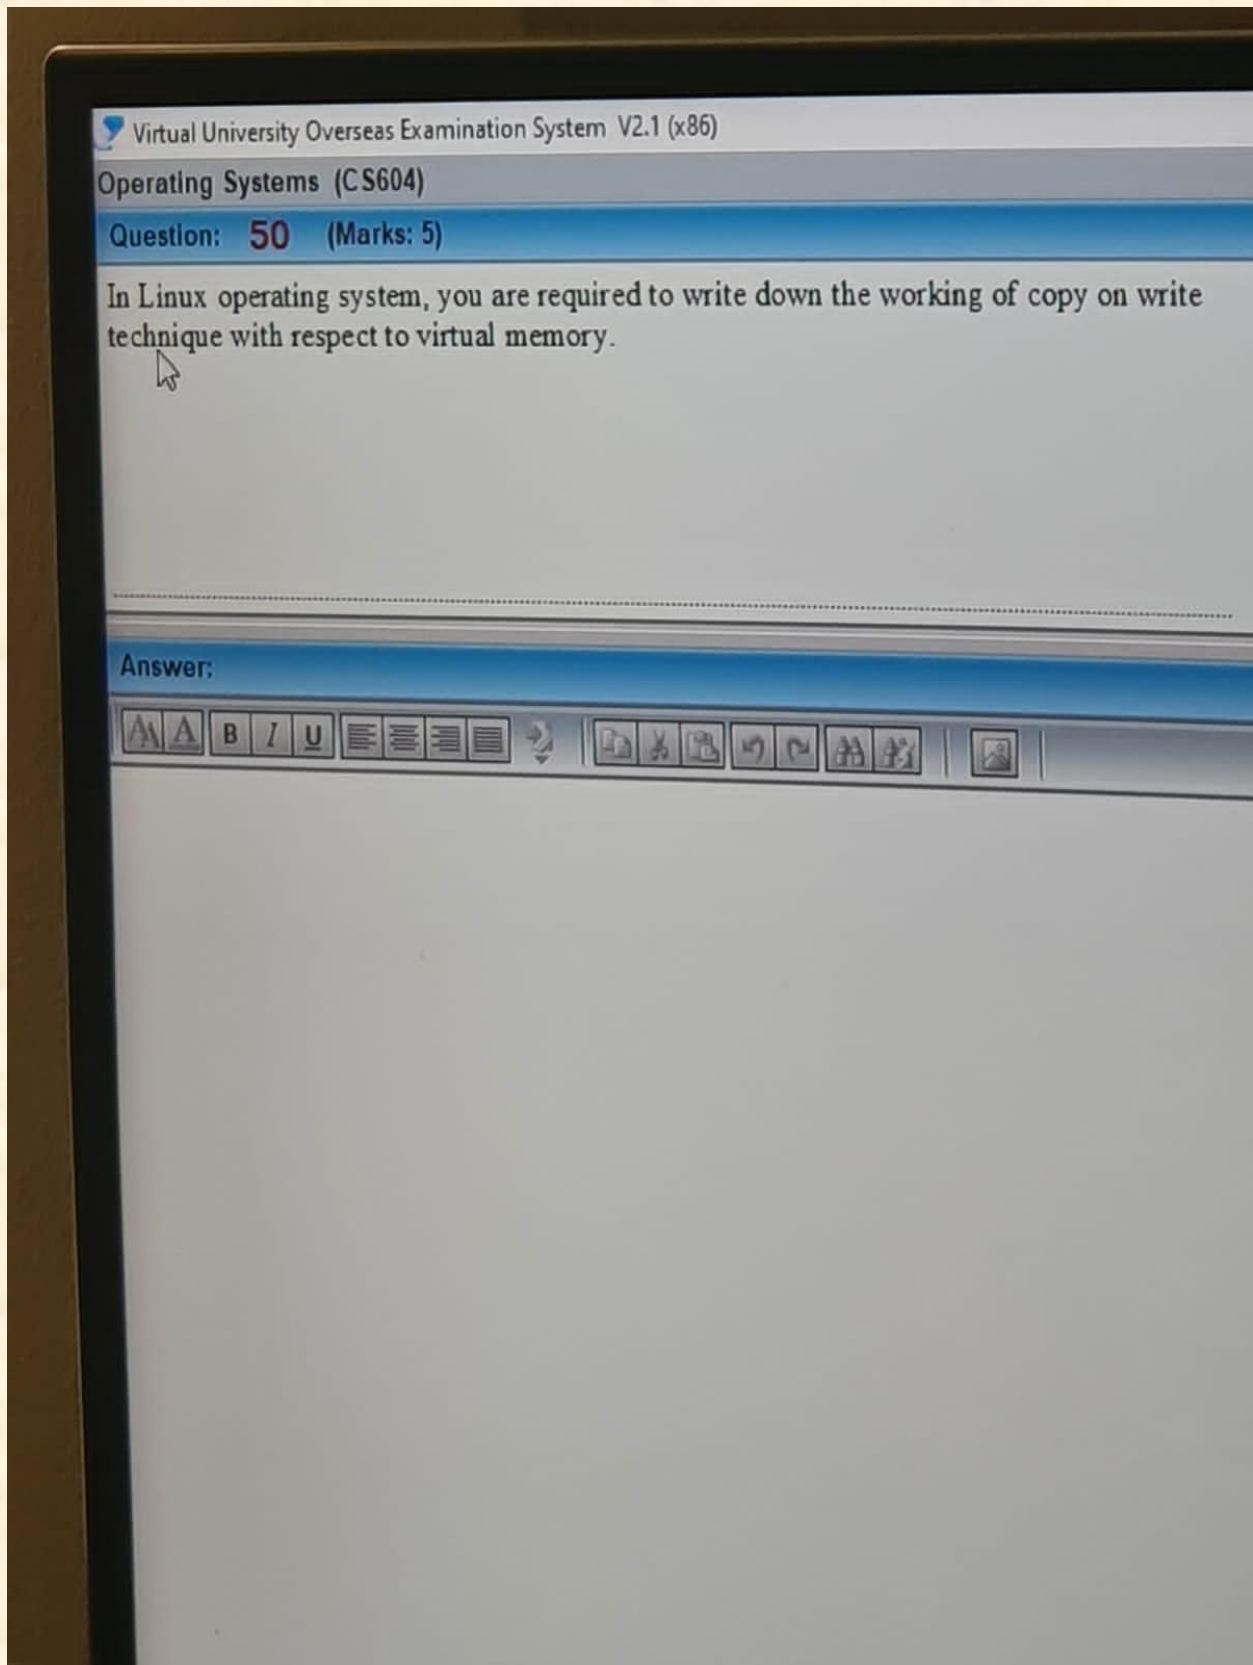 Virtual University Overseas Examination System V2.1 (x86)
Operating Systems (CS604)
Question: 50 (Marks: 5)
In Linux operating system, you are required to write down the working of copy on write
technique with respect to virtual memory.
Answer:
A A B I U